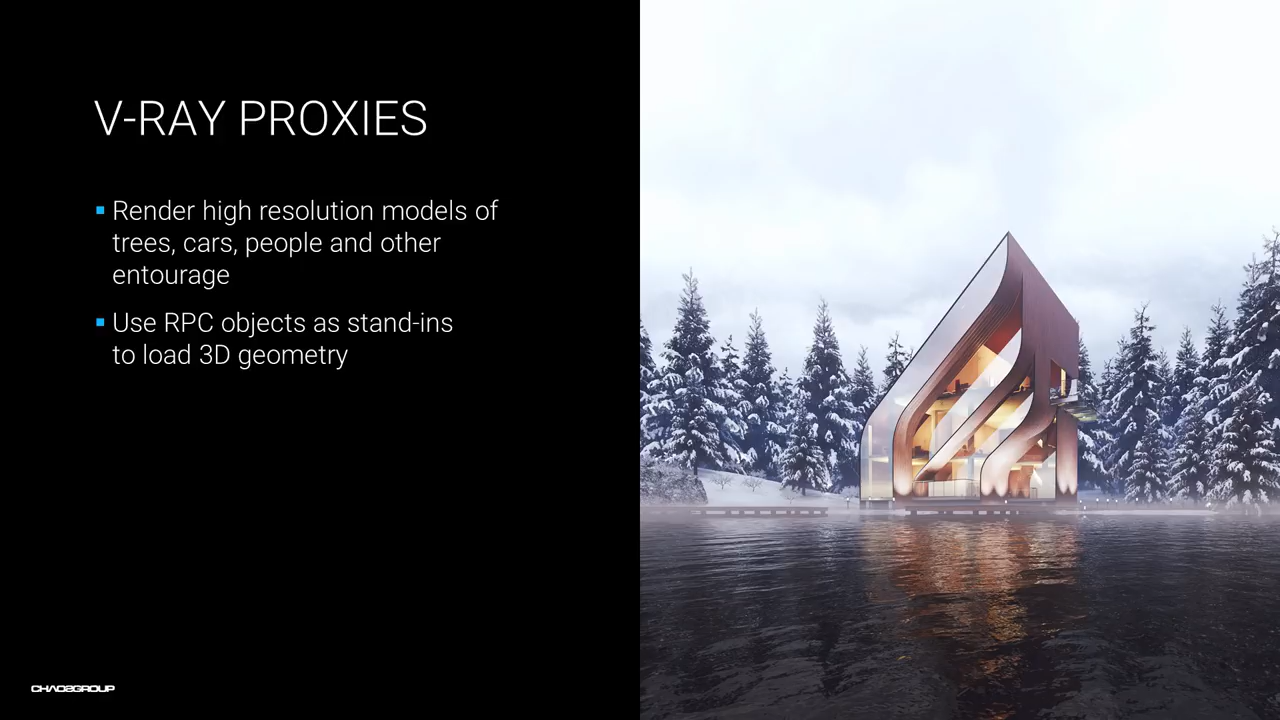 V-RAY PROXIES
Render high resolution models of
trees, cars, people and other
entourage
Use RPC objects as stand-ins
to load 3D geometry
CHAOSGROUP